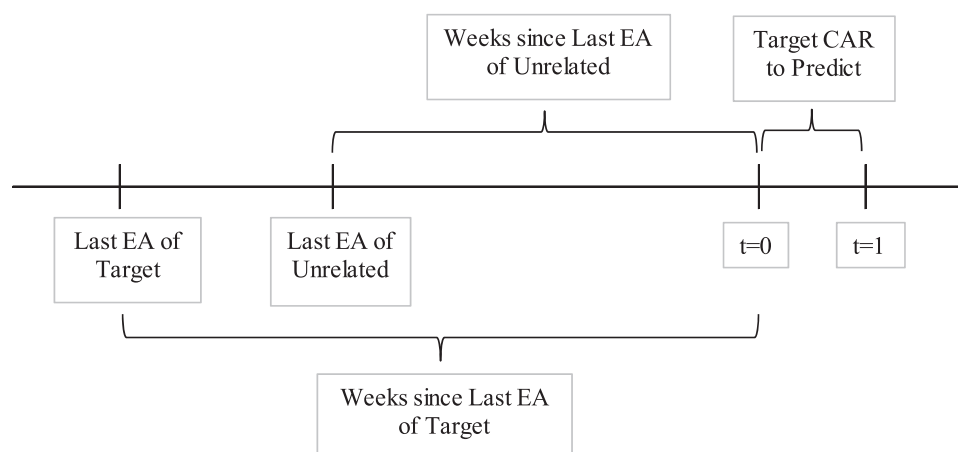 Weeks since Last EA
of Unrelated
Target CAR
to Predict
Last EA of
Target
Last EA of
Unrelated
t=0
t=1
Weeks since Last EA
of Target